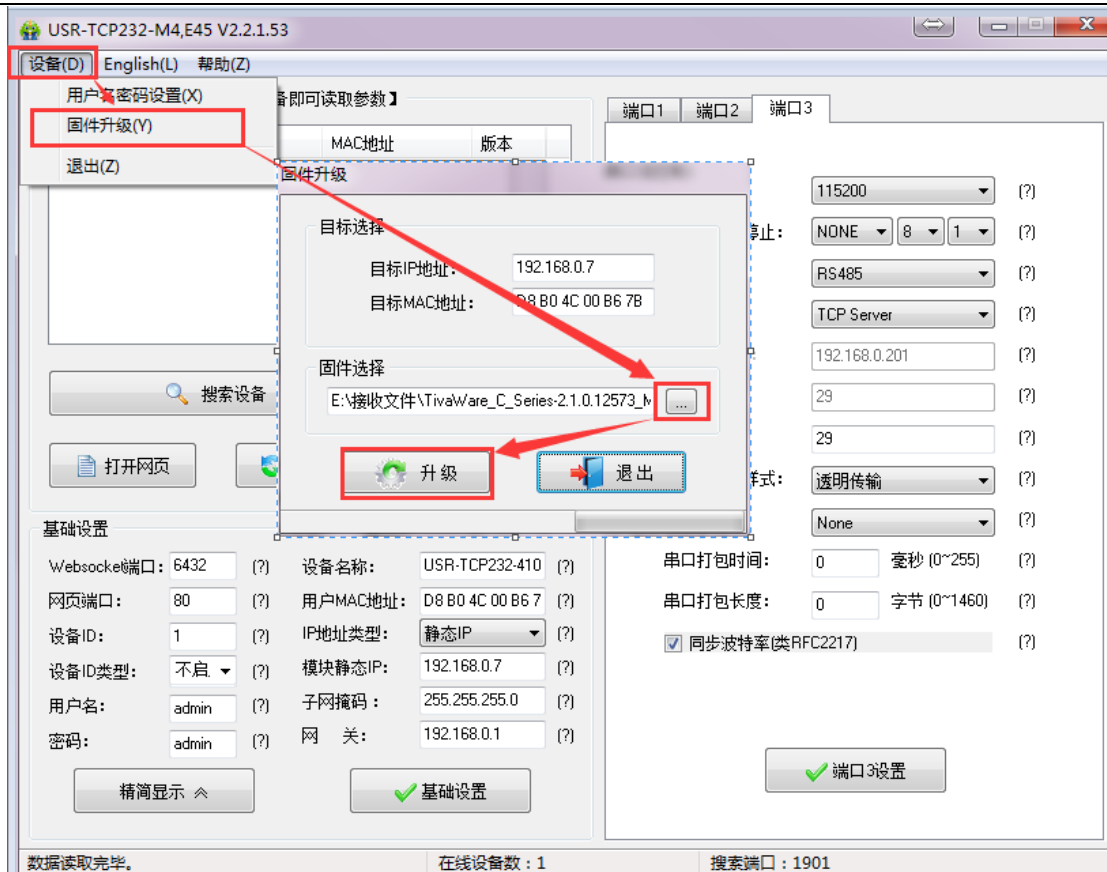 USR-TCP232-M4,E45 V2.2.1.53
设备(D) English(L) 帮助(Z)
用户名密码设置(X)
固件升级(Y)
退出(Z)
备即可读取参数】
MAC地址 版本
搜索设备
打开网页
固件升级
目标选择
目标IP地址: 192.168.0.7
目标MAC地址: D8 B0 4C 00 B6 7B
固件选择
E:\接收文件\TivaWare_C_Series-2.1.0.12573_M ...
升级 退出
基础设置
Websocket端口: 6432 (?) 设备名称: USR-TCP232-410 (?)
网页端口: 80 (?) 用户MAC地址: D8 B0 4C 00 B6 7 (?)
设备ID: 1 (?) IP地址类型: 静态IP (?)
设备ID类型: 不启. (?) 模块静态IP: 192.168.0.7 (?)
用户名: admin (?) 子网掩码: 255.255.255.0 (?)
密码: admin (?) 网 关: 192.168.0.1 (?)
精简显示 基础设置
端口1 端口2 端口3
115200 (?)
停止: NONE 8 1 (?)
RS485 (?)
TCP Server (?)
192.168.0.201 (?)
29 (?)
29 (?)
样式: 透明传输 (?)
None (?)
串口打包时间: 0 毫秒 (0~255) (?)
串口打包长度: 0 字节 (0~1460) (?)
同步波特率(类RFC2217) (?)
端口3设置
数据读取完毕。 在线设备数:1 搜索端口:1901